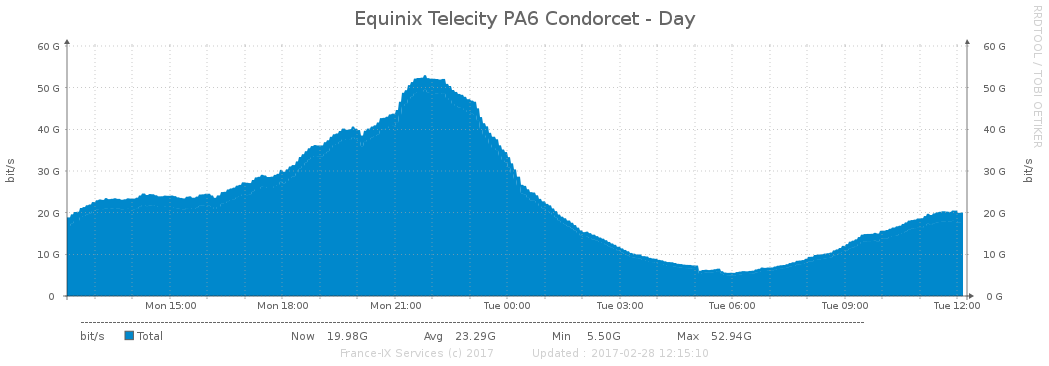 Equinix Telecity PA6 Condorcet - Day
RRDTOOL / TOBI OETIKER
60 G 60 G
50 G 50 G
40 G 40 G
30 G 30 G
20 G 20 G
10 G 10 G
0 0 G
bit/s
bit/s
Mon 15:00 Mon 18:00 Mon 21:00 Tue 00:00 Tue 03:00 Tue 06:00 Tue 09:00 Tue 12:00
bit/s Total Now 19.98G Avg 23.29G Min 5.50G Max 52.94G
France-IX Services (c) 2017 Updated : 2017-02-28 12:15:10